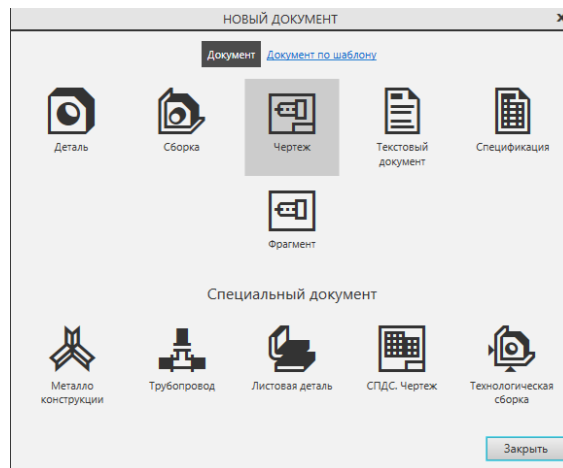 НОВЫЙ ДОКУМЕНТ
Документ Документ по шаблону
Деталь Сборка Чертеж Текстовый документ Спецификация
Фрагмент
Специальный документ
Металло конструкции Трубопровод Листовая деталь СПДС. Чертеж Технологическая сборка
Закрыть